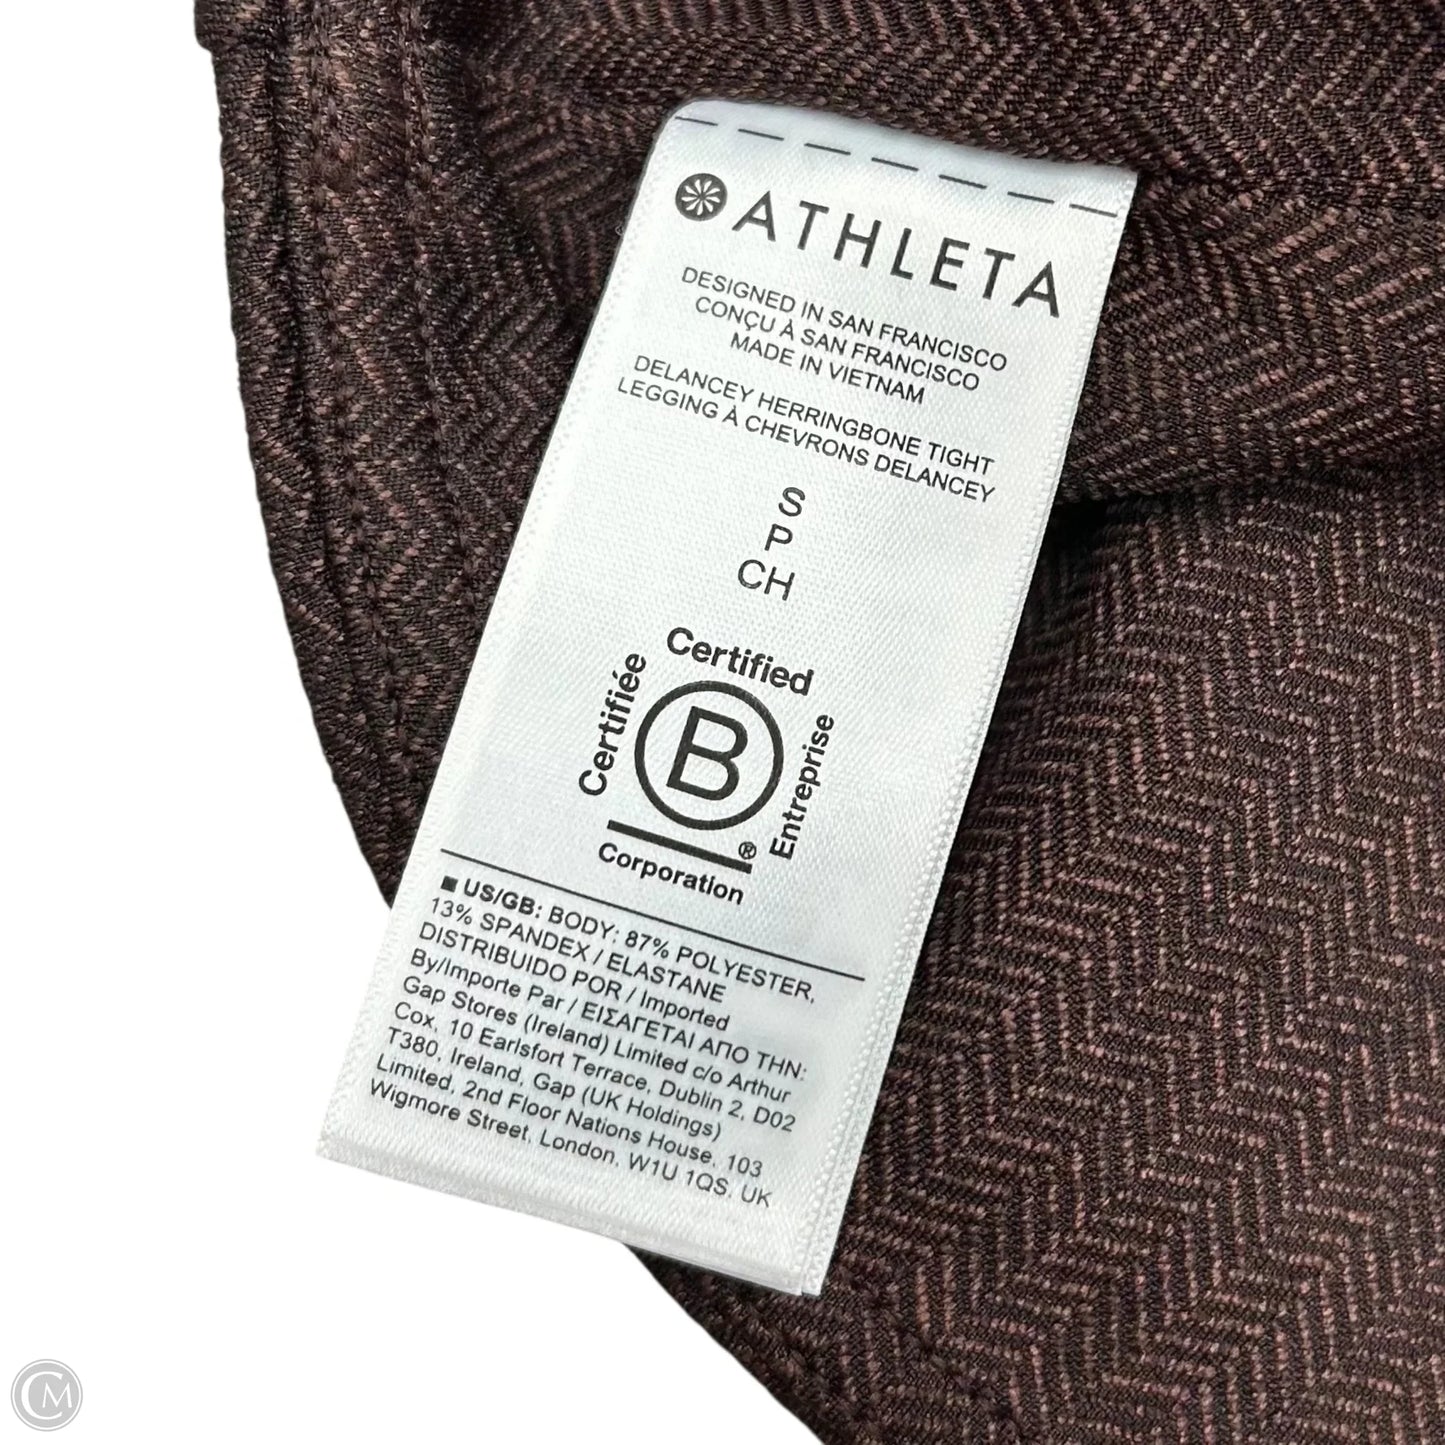 ATHLETA
DESIGNED IN SAN FRANCISCO
CONÇU À SAN FRANCISCO
MADE IN VIETNAM
DELANCEY HERRINGBONE TIGHT
LEGGING À CHEVRONS DELANCEY
S
P
CH
Certified
Certifiée
B
Entreprise
®
Corporation
■ US/GB: BODY: 87% POLYESTER,
13% SPANDEX / ELASTANE
DISTRIBUIDO POR / Imported
By/Importe Par / ΕΙΣΑΓΕΤΑΙ ΑΠΟ ΤΗΝ:
Gap Stores (Ireland) Limited c/o Arthur
Cox, 10 Earlsfort Terrace, Dublin 2, D02
T380, Ireland, Gap (UK Holdings)
Limited, 2nd Floor Nations House, 103
Wigmore Street, London, W1U 1QS, UK
CM